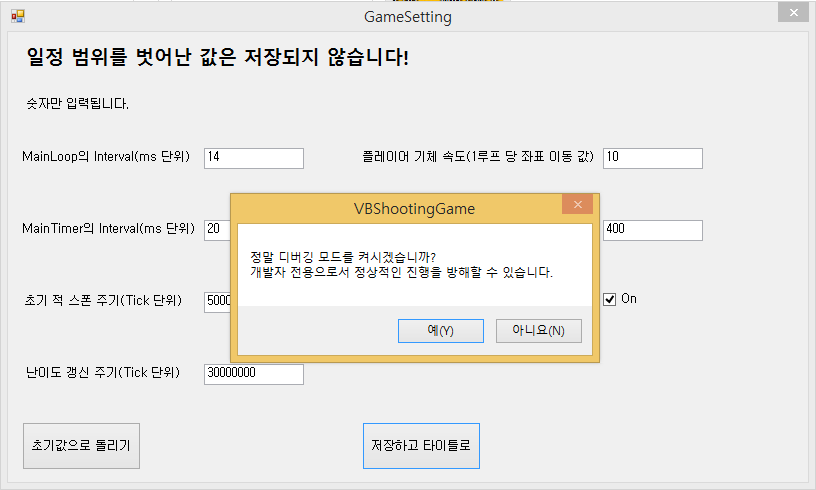 GameSetting
일정 범위를 벗어난 값은 저장되지 않습니다!
숫자만 입력됩니다.
MainLoop의 Interval(ms 단위) 14 플레이어 기체 속도(1루프 당 좌표 이동 값) 10
VBShootingGame
MainTimer의 Interval(ms 단위) 20 400
정말 디버깅 모드를 켜시겠습니까?
개발자 전용으로서 정상적인 진행을 방해할 수 있습니다.
초기 적 스폰 주기(Tick 단위) 5000 On
예(Y) 아니요(N)
난이도 갱신 주기(Tick 단위) 30000000
초기값으로 돌리기 저장하고 타이틀로